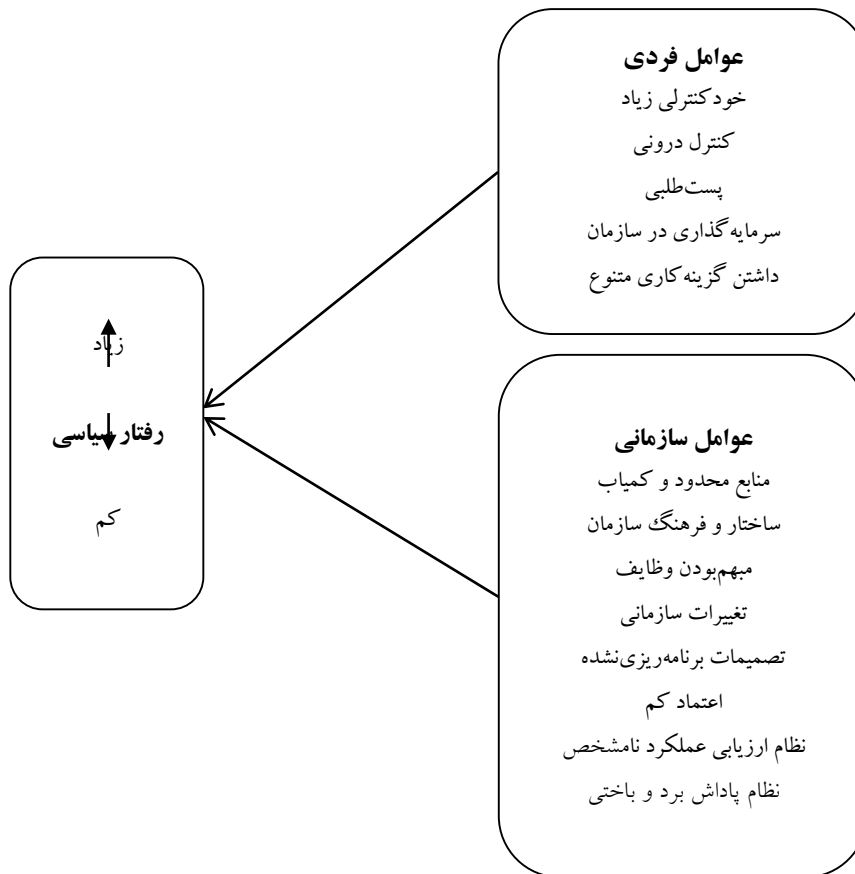 عوامل فردی
خودکنترلی زیاد
کنترل درونی
پست‌طلبی
سرمایه‌گذاری در سازمان
داشتن گزینه‌کاری متنوع
عوامل سازمانی
منابع محدود و کمیاب
ساختار و فرهنگ سازمان
مبهم‌بودن وظایف
تغییرات سازمانی
تصمیمات برنامه‌ریزی‌نشده
اعتماد کم
نظام ارزیابی عملکرد نامشخص
نظام پاداش برد و باختی
زیاد
رفتار سیاسی
کم